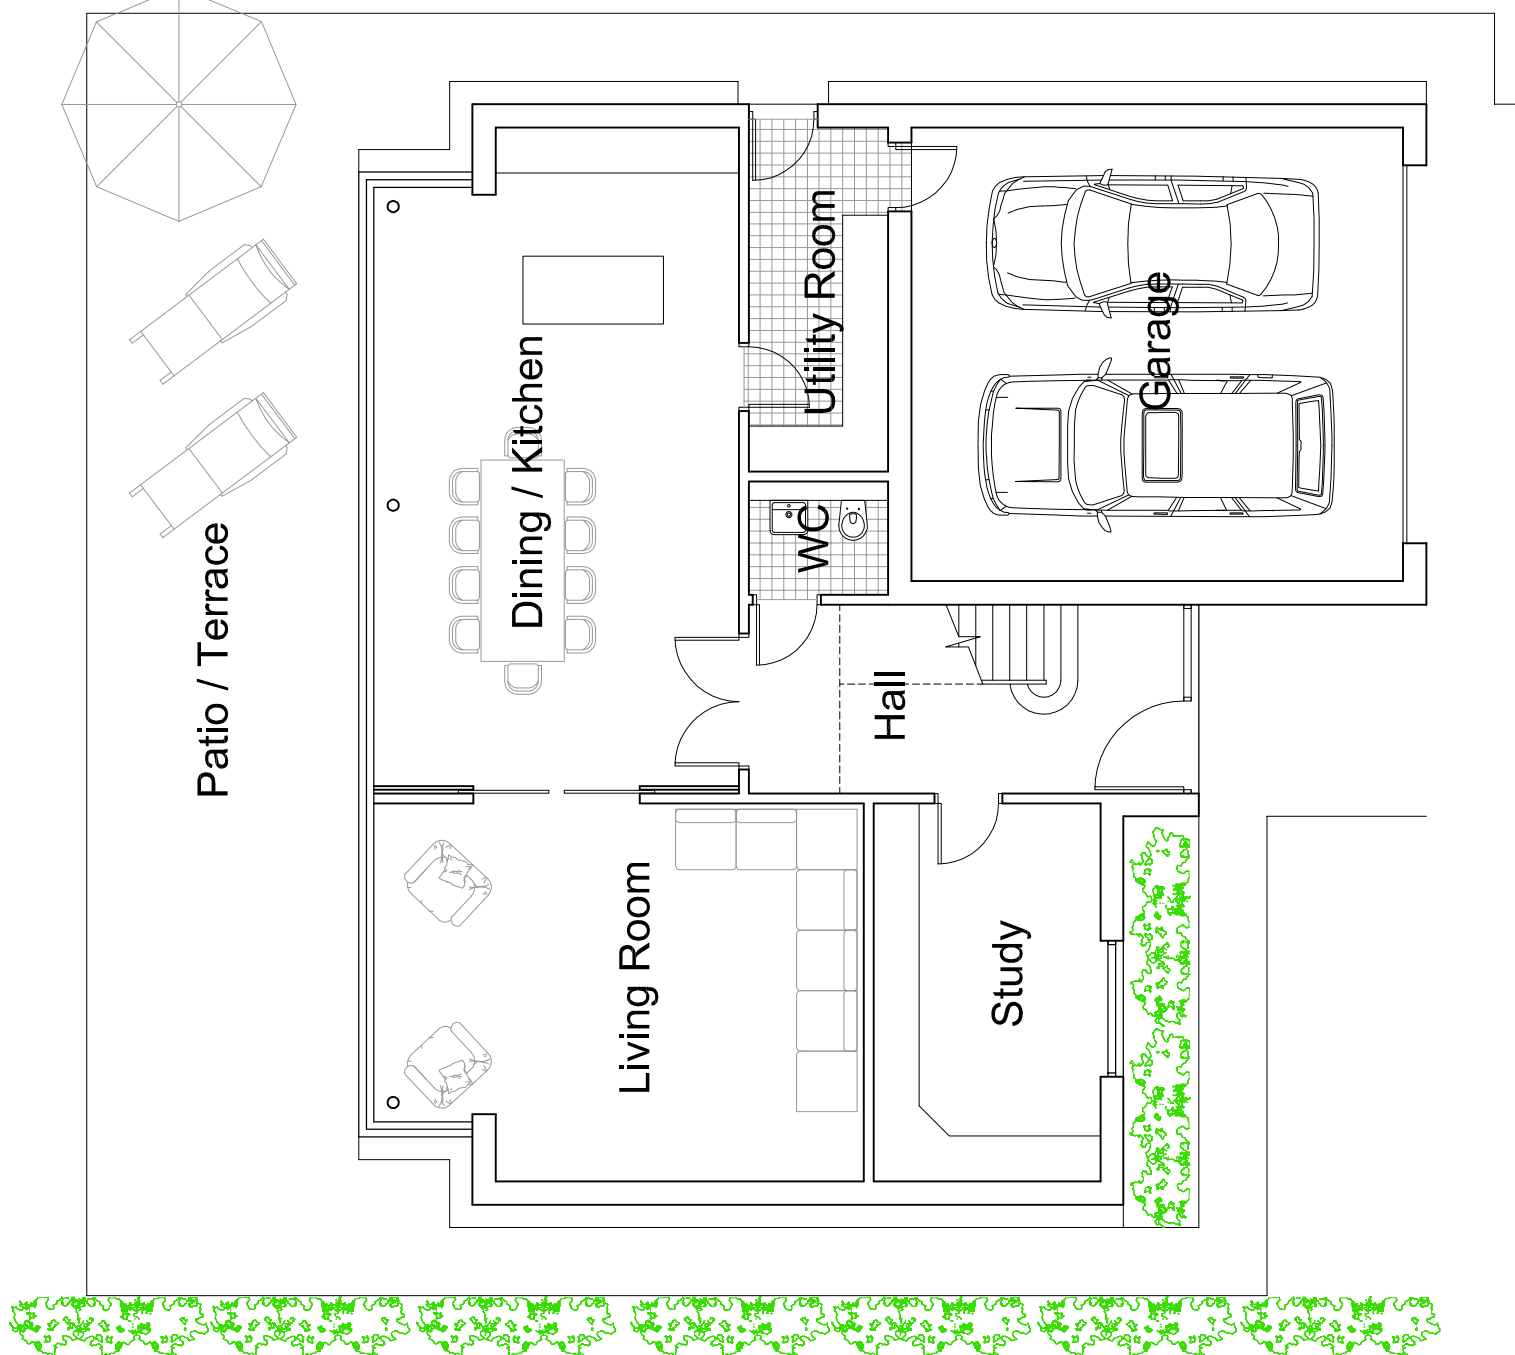 Patio / Terrace
Dining / Kitchen
Utility Room
Garage
WC
Hall
Living Room
Study